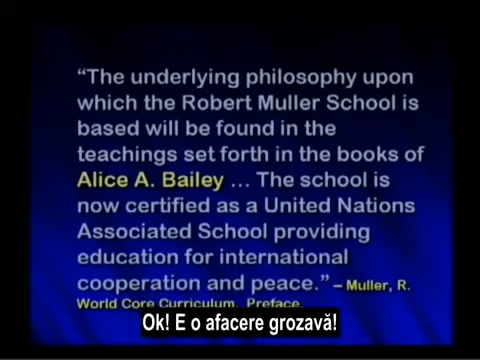 “The underlying philosophy upon
which the Robert Muller School is
based will be found in the
teachings set forth in the books of
Alice A. Bailey ... The school is
now certified as a United Nations
Associated School providing
education for international
cooperation and peace.” – Muller, R.
World Core Curriculum, Preface.
Ok! E o afacere grozavă!